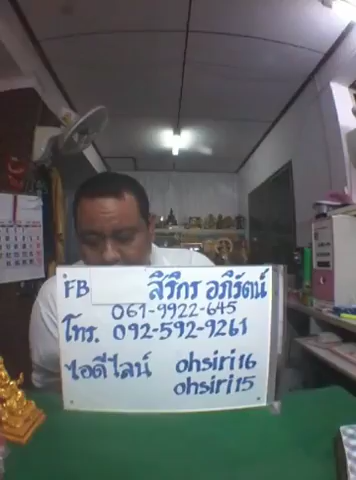 FB สิริกร อภิรัตน์
061-9922-645
โทร. 092-592-9261
ไอดีไลน์ ohsiri16
ohsiri15